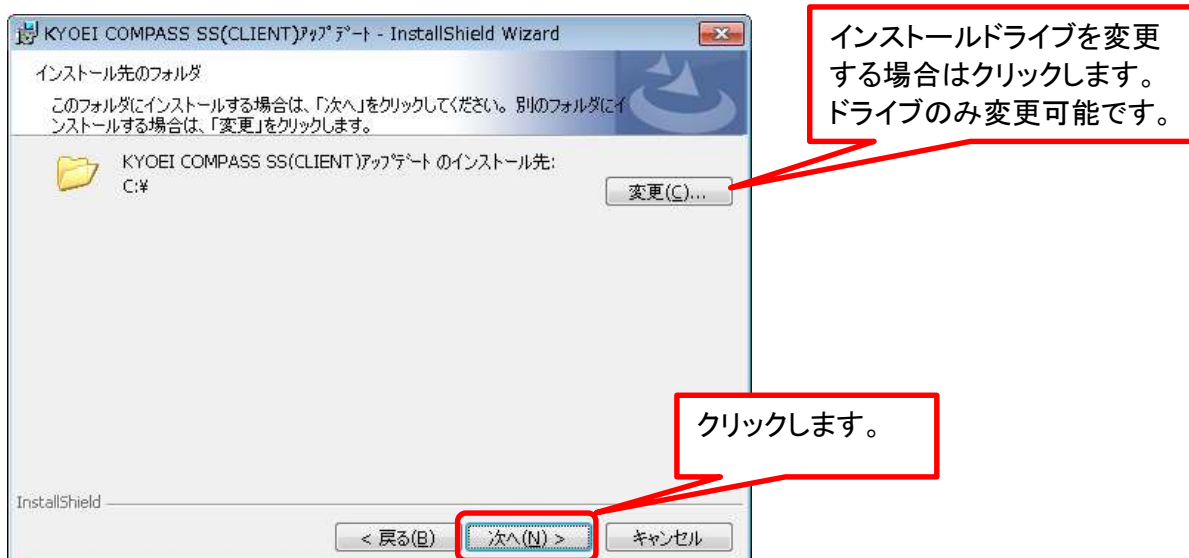 KYOEI COMPASS SS(CLIENT)ｱｯﾌﾟﾃﾞｰﾄ - InstallShield Wizard
インストール先のフォルダ
このフォルダにインストールする場合は、「次へ」をクリックしてください。別のフォルダにイ
ンストールする場合は、「変更」をクリックします。
KYOEI COMPASS SS(CLIENT)ｱｯﾌﾟﾃﾞｰﾄ のインストール先:
C:¥
変更(C)...
インストールドライブを変更
する場合はクリックします。
ドライブのみ変更可能です。
クリックします。
InstallShield
< 戻る(B)
次へ(N) >
キャンセル